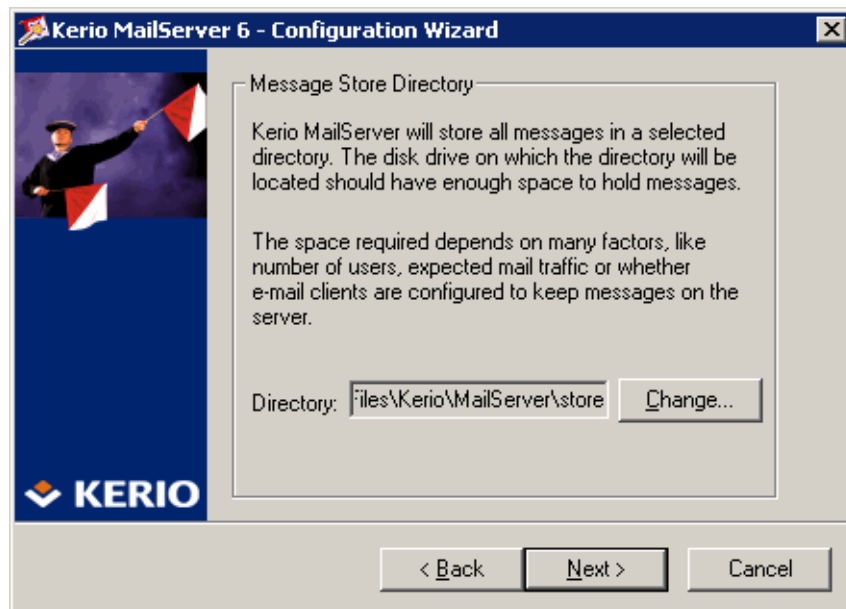 Kerio MailServer 6 - Configuration Wizard
Message Store Directory
Kerio MailServer will store all messages in a selected
directory. The disk drive on which the directory will be
located should have enough space to hold messages.
The space required depends on many factors, like
number of users, expected mail traffic or whether
e-mail clients are configured to keep messages on the
server.
Directory: Files\Kerio\MailServer\store Change...
KERIO
< Back Next > Cancel